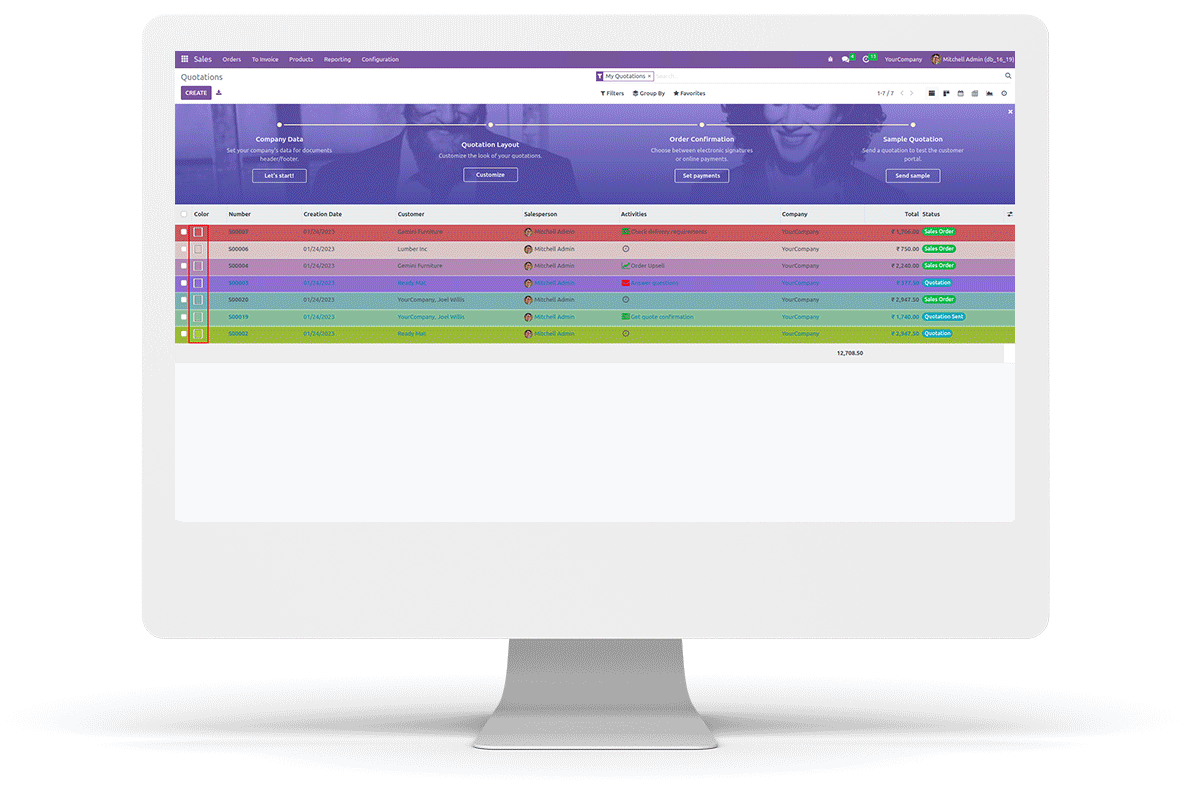 Sales Orders To Invoice Products Reporting Configuration 4 11 YourCompany Mitchell Admin (db_16_19)
Quotations My Quotations × Search...
CREATE Filters Group By Favorites 1-7 / 7
Company Data
Set your company's data for documents
header/footer.
Let's start!
Quotation Layout
Customize the look of your quotations.
Customize
Order Confirmation
Choose between electronic signatures
or online payments.
Set payments
Sample Quotation
Send a quotation to test the customer
portal.
Send sample
Color Number Creation Date Customer Salesperson Activities Company Total Status
S00007 01/24/2023 Gemini Furniture Mitchell Admin Check delivery requirements YourCompany ₹ 1,706.00 Sales Order
S00006 01/24/2023 Lumber Inc Mitchell Admin YourCompany ₹ 750.00 Sales Order
S00004 01/24/2023 Gemini Furniture Mitchell Admin Order Upsell YourCompany ₹ 2,240.00 Sales Order
S00003 01/24/2023 Ready Mat Mitchell Admin Answer questions YourCompany ₹ 377.50 Quotation
S00020 01/24/2023 YourCompany, Joel Willis Mitchell Admin YourCompany ₹ 2,947.50 Sales Order
S00019 01/24/2023 YourCompany, Joel Willis Mitchell Admin Get quote confirmation YourCompany ₹ 1,740.00 Quotation Sent
S00002 01/24/2023 Ready Mat Mitchell Admin YourCompany ₹ 2,947.50 Quotation
12,708.50